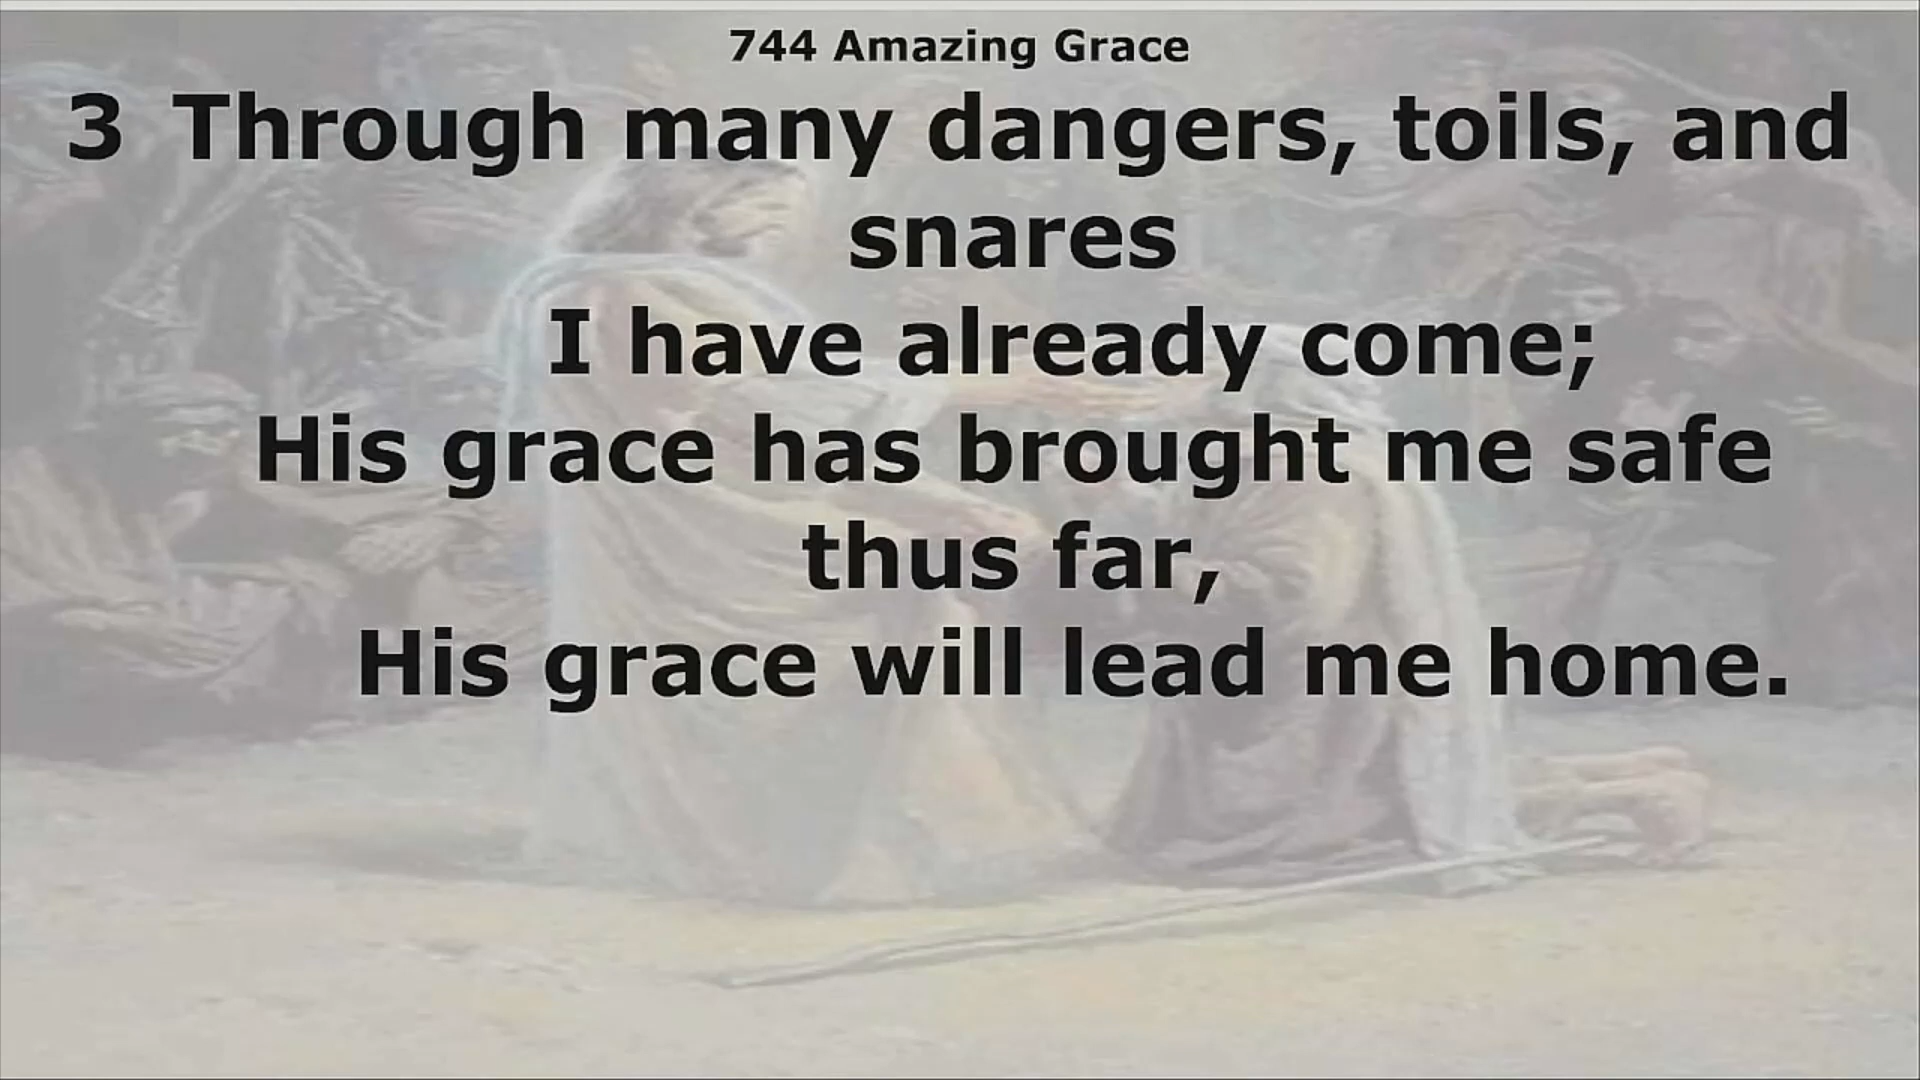 744 Amazing Grace
3 Through many dangers, toils, and
snares
I have already come;
His grace has brought me safe
thus far,
His grace will lead me home.